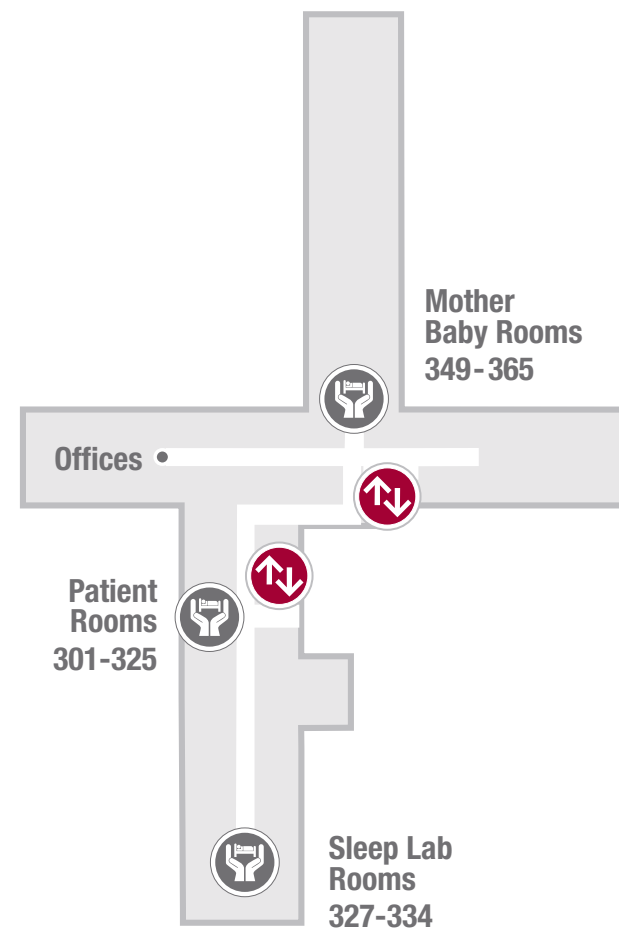 Mother
Baby Rooms
349-365
Offices
Patient
Rooms
301-325
Sleep Lab
Rooms
327-334